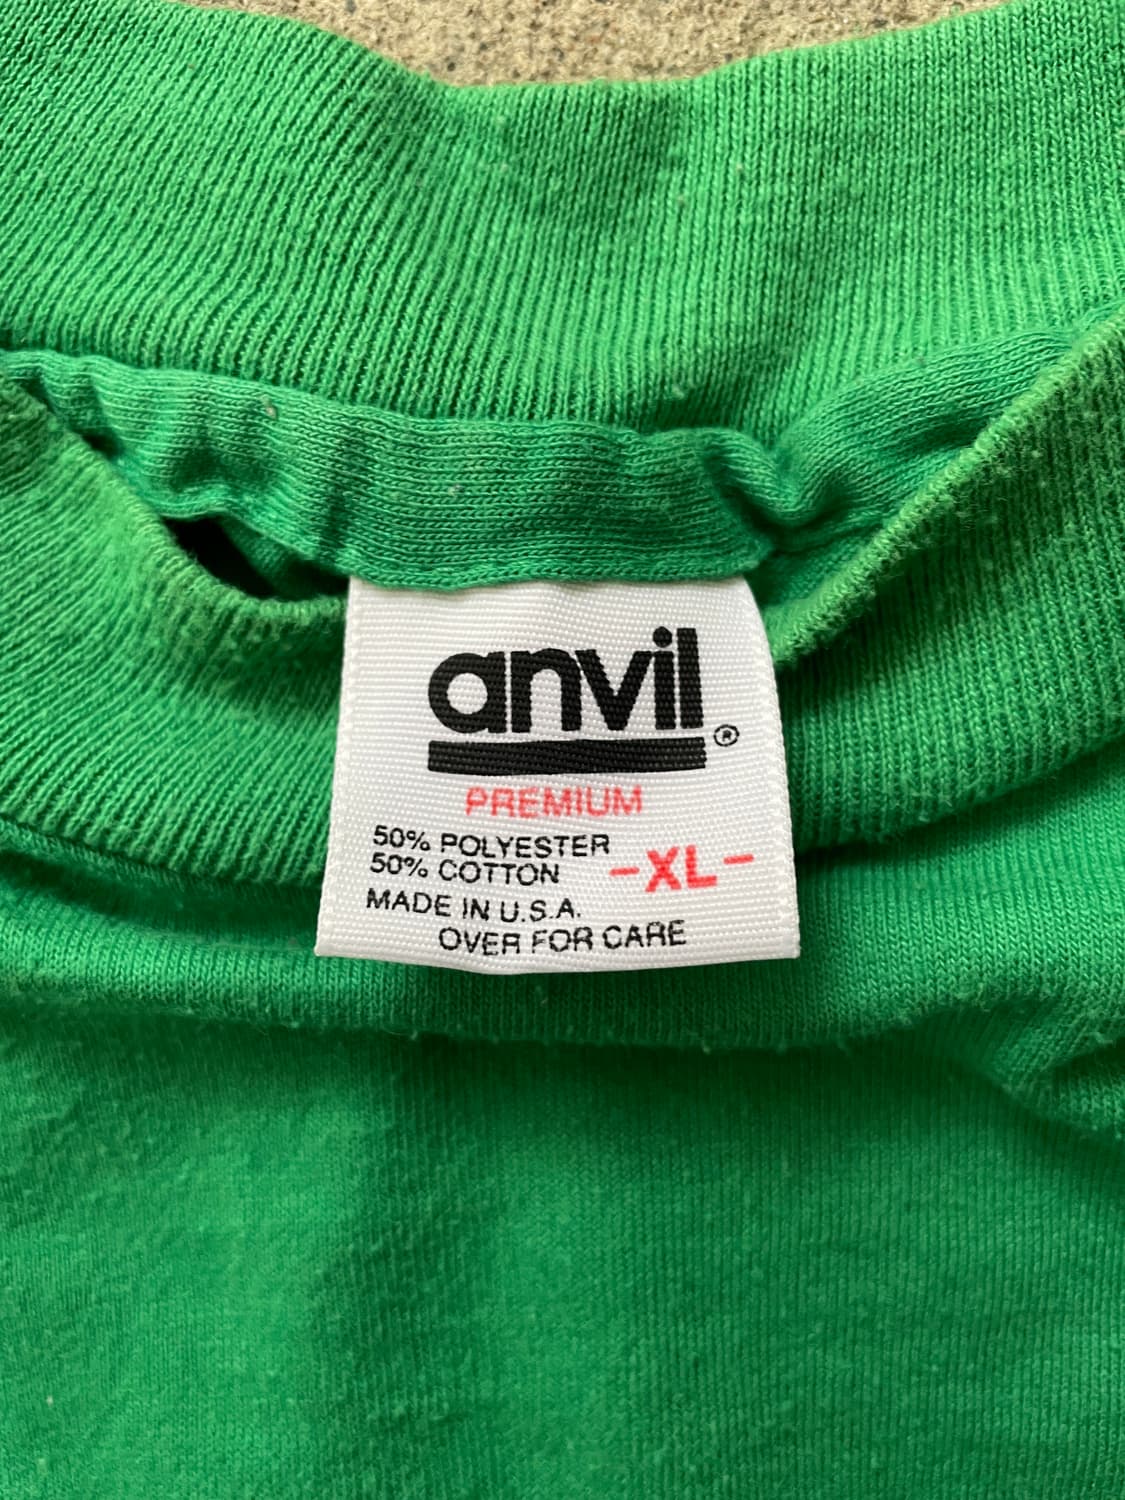 anvil®
PREMIUM
50% POLYESTER
50% COTTON -XL-
MADE IN U.S.A.
OVER FOR CARE